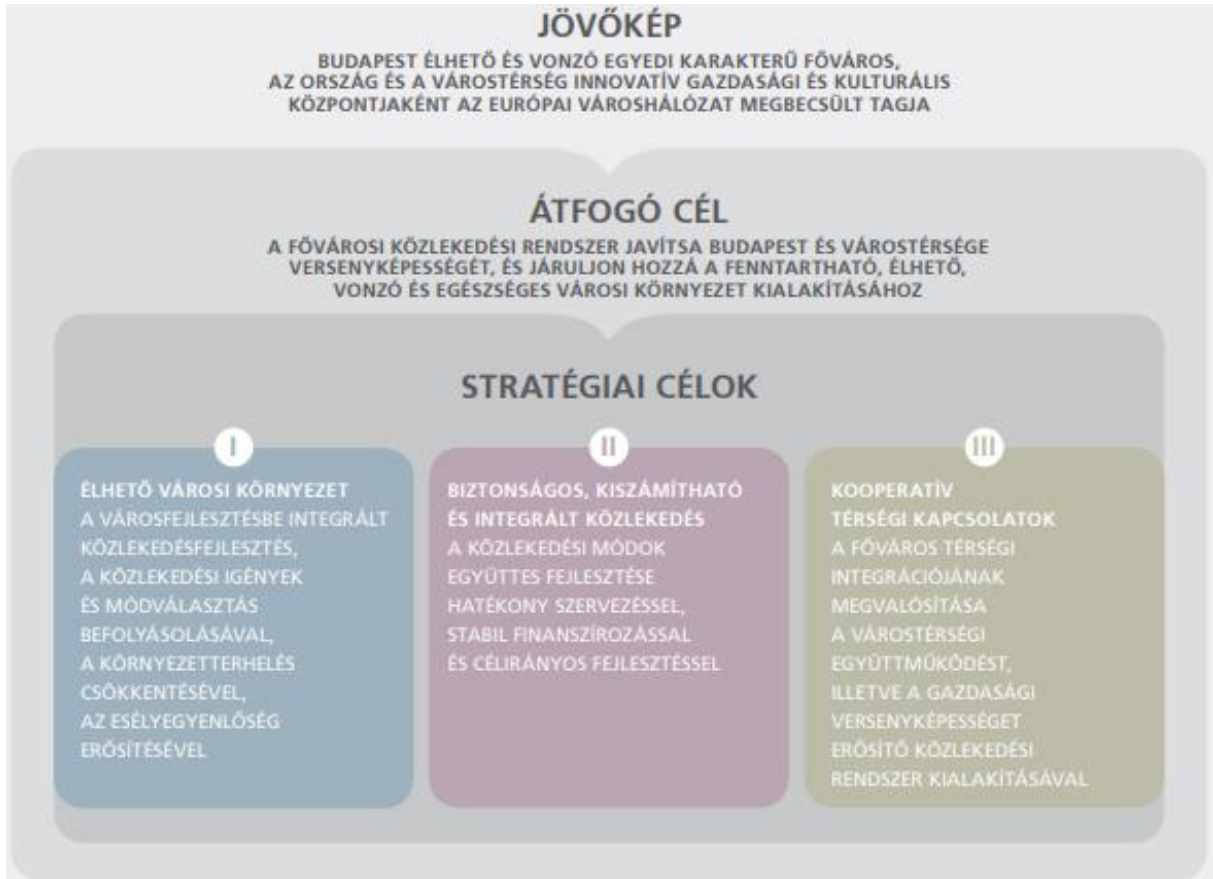 JÖVŐKÉP
BUDAPEST ÉLHETŐ ÉS VONZÓ EGYEDI KARAKTERŰ FŐVÁROS,
AZ ORSZÁG ÉS A VÁROSTÉRSÉG INNOVATÍV GAZDASÁGI ÉS KULTURÁLIS
KÖZPONTJAKÉNT AZ EURÓPAI VÁROSHÁLÓZAT MEGBECSÜLT TAGJA
ÁTFOGÓ CÉL
A FŐVÁROSI KÖZLEKEDÉSI RENDSZER JAVÍTSA BUDAPEST ÉS VÁROSTÉRSÉGE
VERSENYKÉPESSÉGÉT, ÉS JÁRULJON HOZZÁ A FENNTARTHATÓ, ÉLHETŐ,
VONZÓ ÉS EGÉSZSÉGES VÁROSI KÖRNYEZET KIALAKÍTÁSÁHOZ
STRATÉGIAI CÉLOK
I
ÉLHETŐ VÁROSI KÖRNYEZET
A VÁROSFEJLESZTÉSBE INTEGRÁLT
KÖZLEKEDÉSFEJLESZTÉS,
A KÖZLEKEDÉSI IGÉNYEK
ÉS MÓDVÁLASZTÁS
BEFOLYÁSOLÁSÁVAL,
A KÖRNYEZETTERHELÉS
CSÖKKENTÉSÉVEL,
AZ ESÉLYEGYENLŐSÉG
ERŐSÍTÉSÉVEL
II
BIZTONSÁGOS, KISZÁMÍTHATÓ
ÉS INTEGRÁLT KÖZLEKEDÉS
A KÖZLEKEDÉSI MÓDOK
EGYÜTTES FEJLESZTÉSE
HATÉKONY SZERVEZÉSSEL,
STABIL FINANSZÍROZÁSSAL
ÉS CÉLIRÁNYOS FEJLESZTÉSSEL
III
KOOPERATÍV
TÉRSÉGI KAPCSOLATOK
A FŐVÁROS TÉRSÉGI
INTEGRÁCIÓJÁNAK
MEGVALÓSÍTÁSA
A VÁROSTÉRSÉGI
EGYÜTTMŰKÖDÉST,
ILLETVE A GAZDASÁGI
VERSENYKÉPESSÉGET
ERŐSÍTŐ KÖZLEKEDÉSI
RENDSZER KIALAKÍTÁSÁVAL